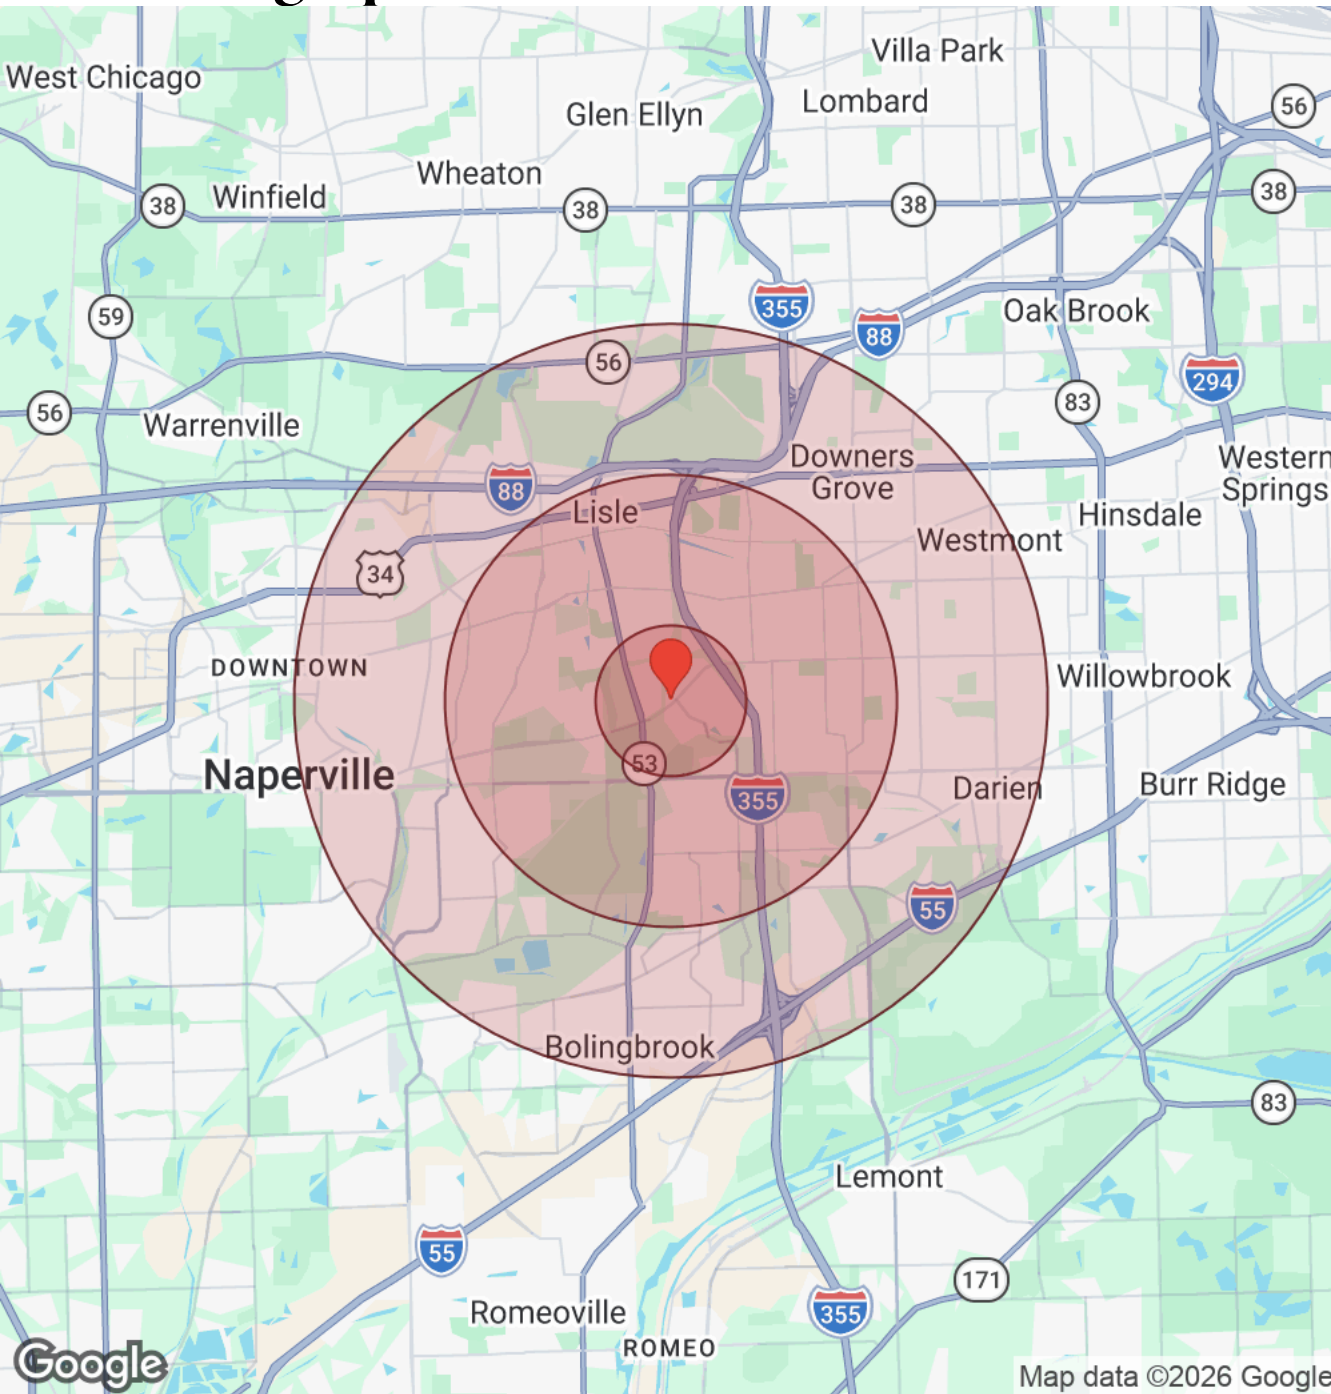 Villa Park
West Chicago
Lombard
56
Glen Ellyn
Wheaton
38
Winfield
38
38
38
59
355
Oak Brook
88
56
294
56
83
Warrenville
Downers
Grove
Western
Springs
88
Lisle
Hinsdale
Westmont
34
DOWNTOWN
Willowbrook
53
Naperville
Darien
Burr Ridge
355
55
Bolingbrook
83
Lemont
55
171
Romeoville
355
ROMEO
Google
Map data ©2026 Google